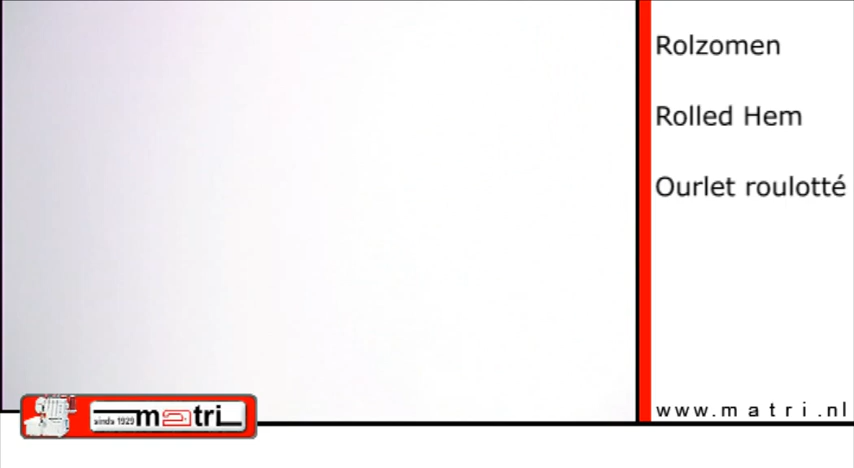 Rolzomen
Rolled Hem
Ourlet roulotté
www.matri.nl
sinds 1929 matri